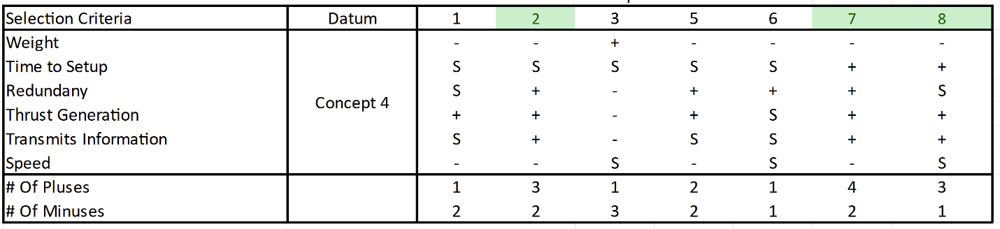 Selection Criteria Datum 1 2 3 5 6 7 8
Weight - - + - - - -
Time to Setup S S S S S + +
Redundany S + - + + + S
Concept 4
Thrust Generation + + - + S + +
Transmits Information S + - S S + +
Speed - - S - S - S
# Of Pluses 1 3 1 2 1 4 3
# Of Minuses 2 2 3 2 1 2 1